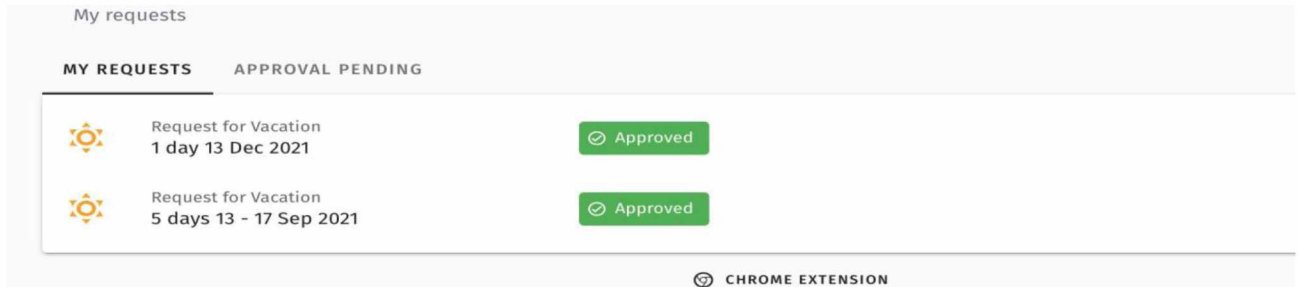 My requests
MY REQUESTS APPROVAL PENDING
Request for Vacation
1 day 13 Dec 2021
Approved
Request for Vacation
5 days 13 - 17 Sep 2021
Approved
CHROME EXTENSION